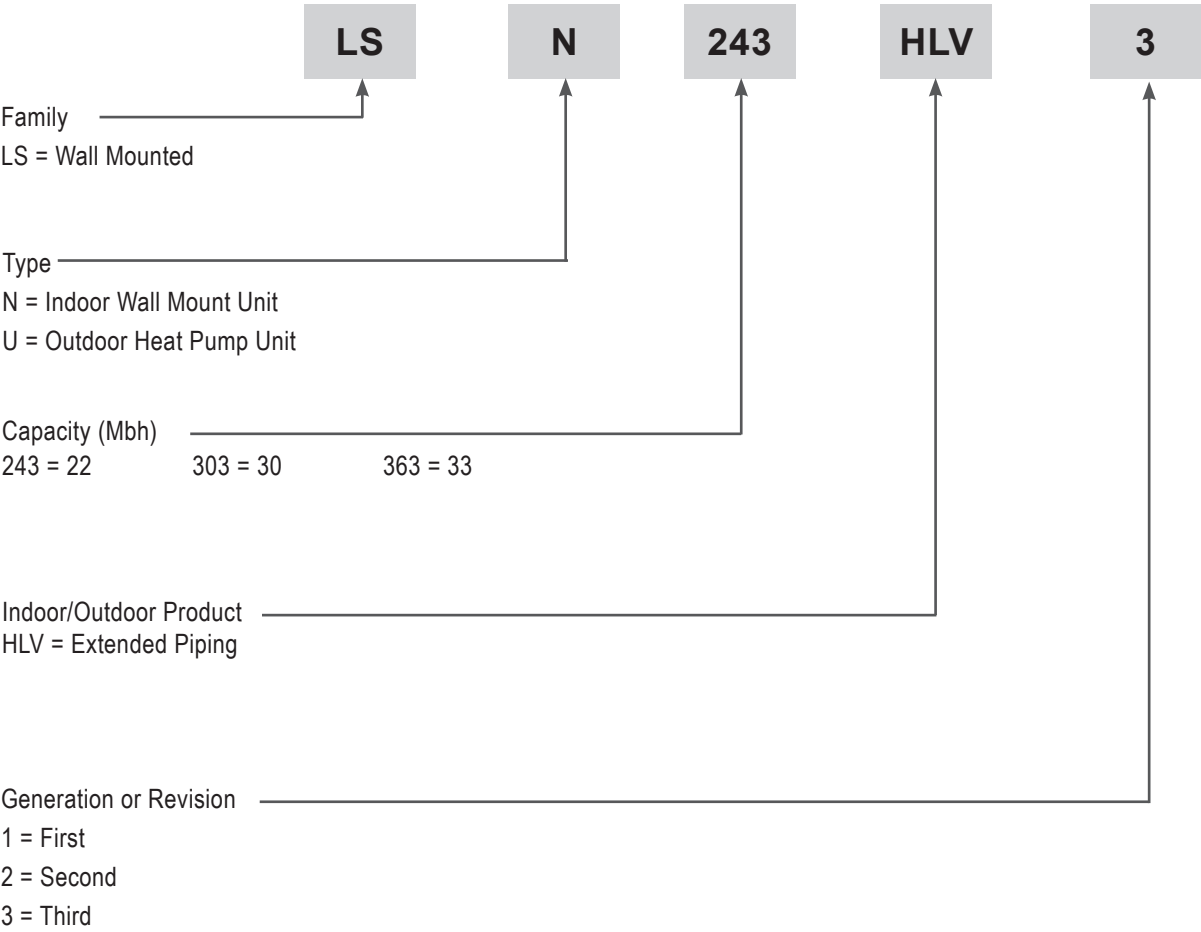 LS N 243 HLV 3
Family
LS = Wall Mounted
Type
N = Indoor Wall Mount Unit
U = Outdoor Heat Pump Unit
Capacity (Mbh)
243 = 22 303 = 30 363 = 33
Indoor/Outdoor Product
HLV = Extended Piping
Generation or Revision
1 = First
2 = Second
3 = Third